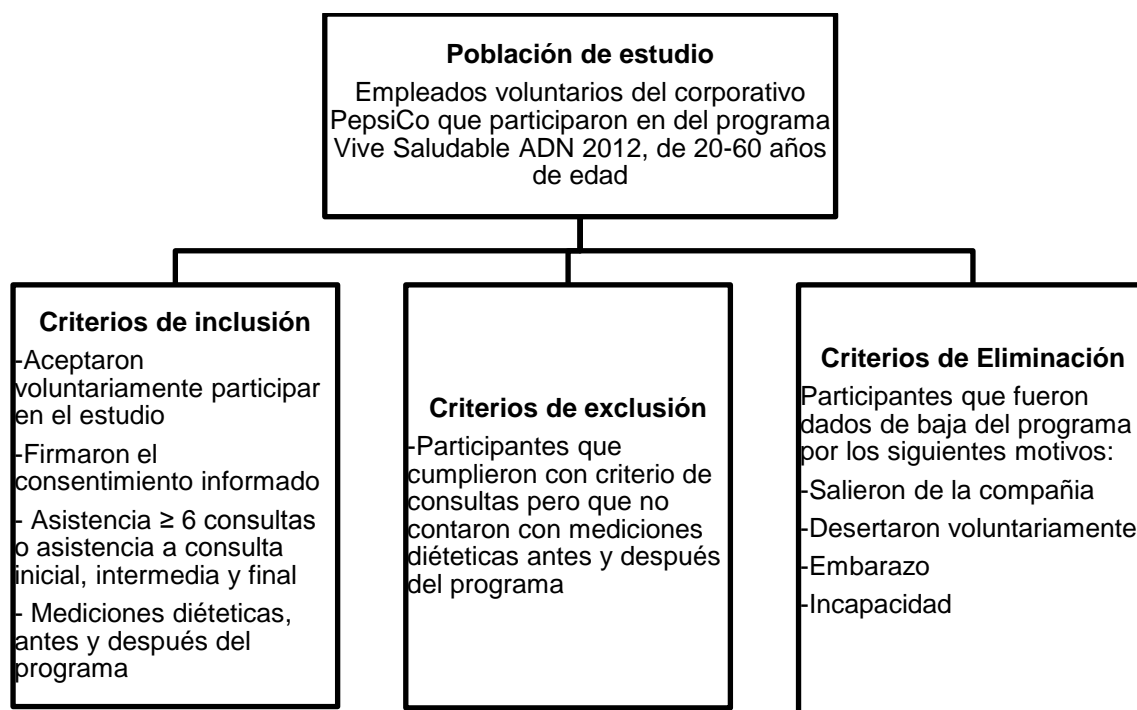 Población de estudio
Empleados voluntarios del corporativo
PepsiCo que participaron en del programa
Vive Saludable ADN 2012, de 20-60 años
de edad
Criterios de inclusión
-Aceptaron
voluntariamente participar
en el estudio
-Firmaron el
consentimiento informado
- Asistencia ≥ 6 consultas
o asistencia a consulta
inicial, intermedia y final
- Mediciones diéteticas,
antes y después del
programa
Criterios de exclusión
-Participantes que
cumplieron con criterio de
consultas pero que no
contaron con mediciones
diéteticas antes y después
del programa
Criterios de Eliminación
Participantes que fueron
dados de baja del programa
por los siguientes motivos:
-Salieron de la compañia
-Desertaron voluntariamente
-Embarazo
-Incapacidad